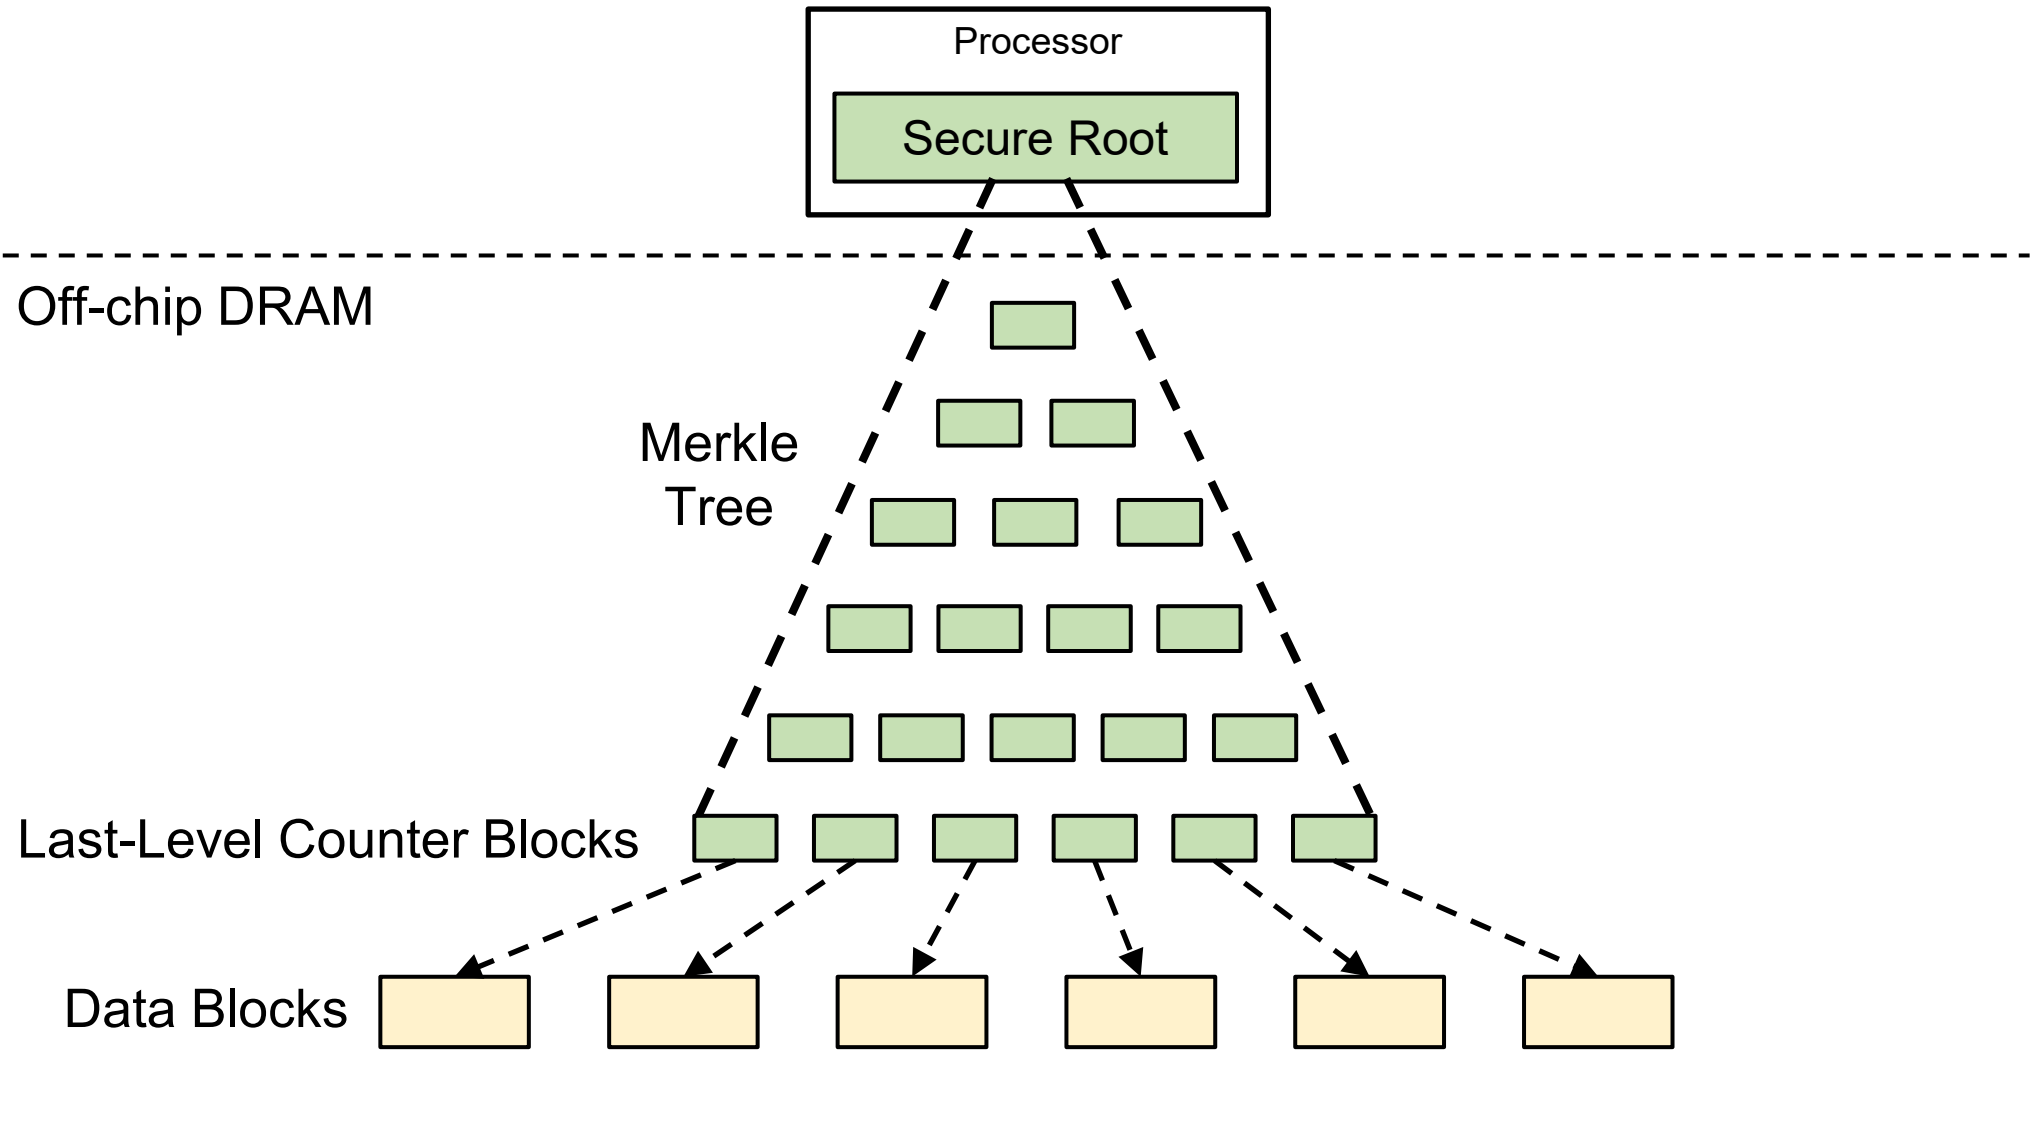 Processor
Secure Root
Off-chip DRAM
Merkle
Tree
Last-Level Counter Blocks
Data Blocks